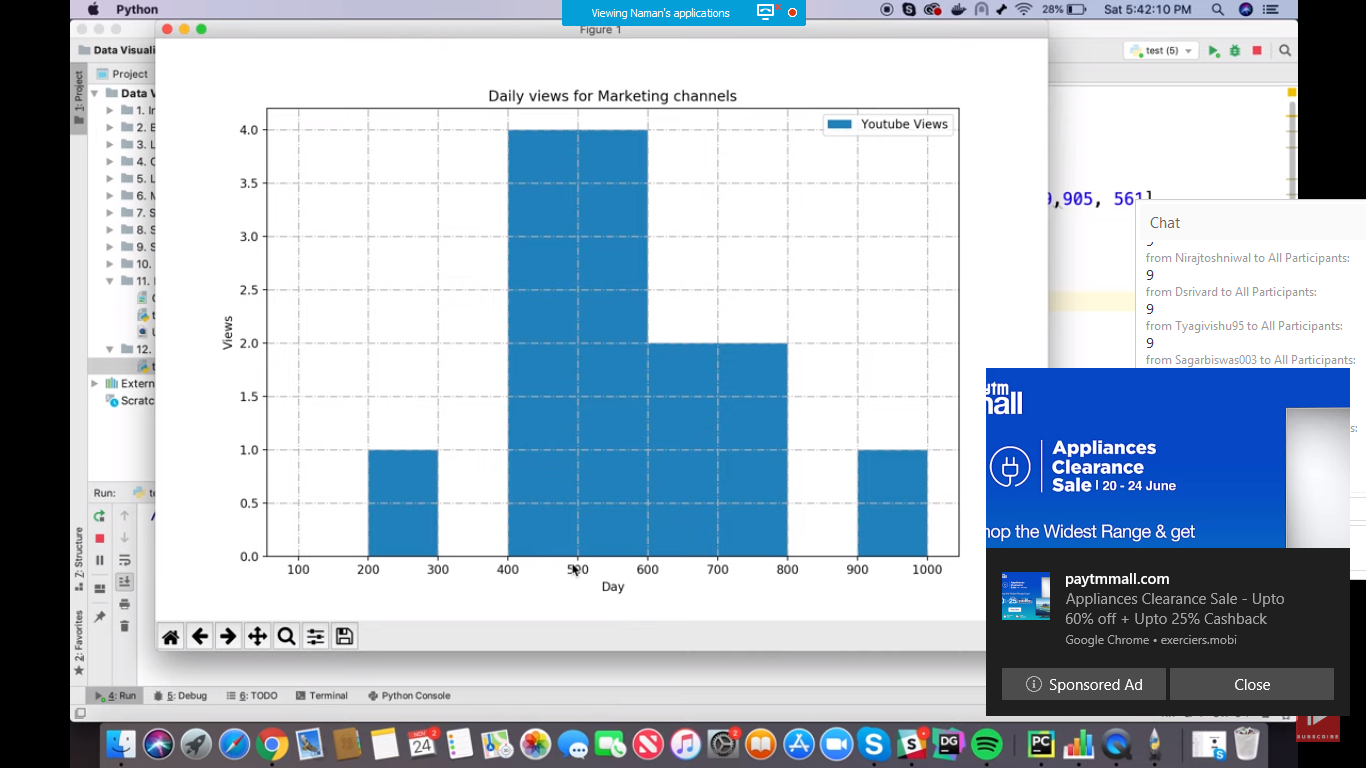 Python
Viewing Naman's applications
28%
Sat 5:42:10 PM
Figure 1
Data Visuali
test (5)
1: Project
Project
Data V
1. Ir
2. E
3. L
4. C
5. L
6. M
7. S
8. S
9. S
10.
11.
12.
Extern
Scratc
Daily views for Marketing channels
Youtube Views
4.0
3.5
3.0
2.5
2.0
1.5
1.0
0.5
0.0
Views
100 200 300 400 500 600 700 800 900 1000
Day
,905, 561]
Chat
from Nirajtoshniwal to All Participants:
9
from Dsrivard to All Participants:
9
from Tyagivishu95 to All Participants:
9
from Sagarbiswas003 to All Participants:
ytm
mall
Appliances
Clearance
Sale | 20 - 24 June
hop the Widest Range & get
paytmmall.com
Appliances Clearance Sale - Upto
60% off + Upto 25% Cashback
Google Chrome • exerciers.mobi
Sponsored Ad
Close
Run:
Z: Structure
2: Favorites
4: Run
5: Debug
6: TODO
Terminal
Python Console
NOV
24
PC
DG
SUBSCRIBE